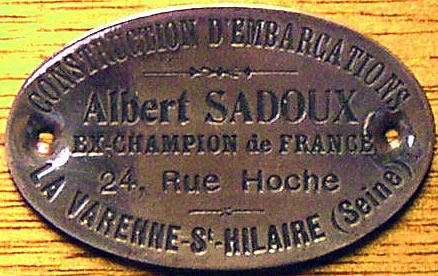 CONSTRUCTION D'EMBARCATIONS
Albert SADOUX
EX-CHAMPION de FRANCE
24, Rue Hoche
LA VARENNE-St-HILAIRE (Seine)